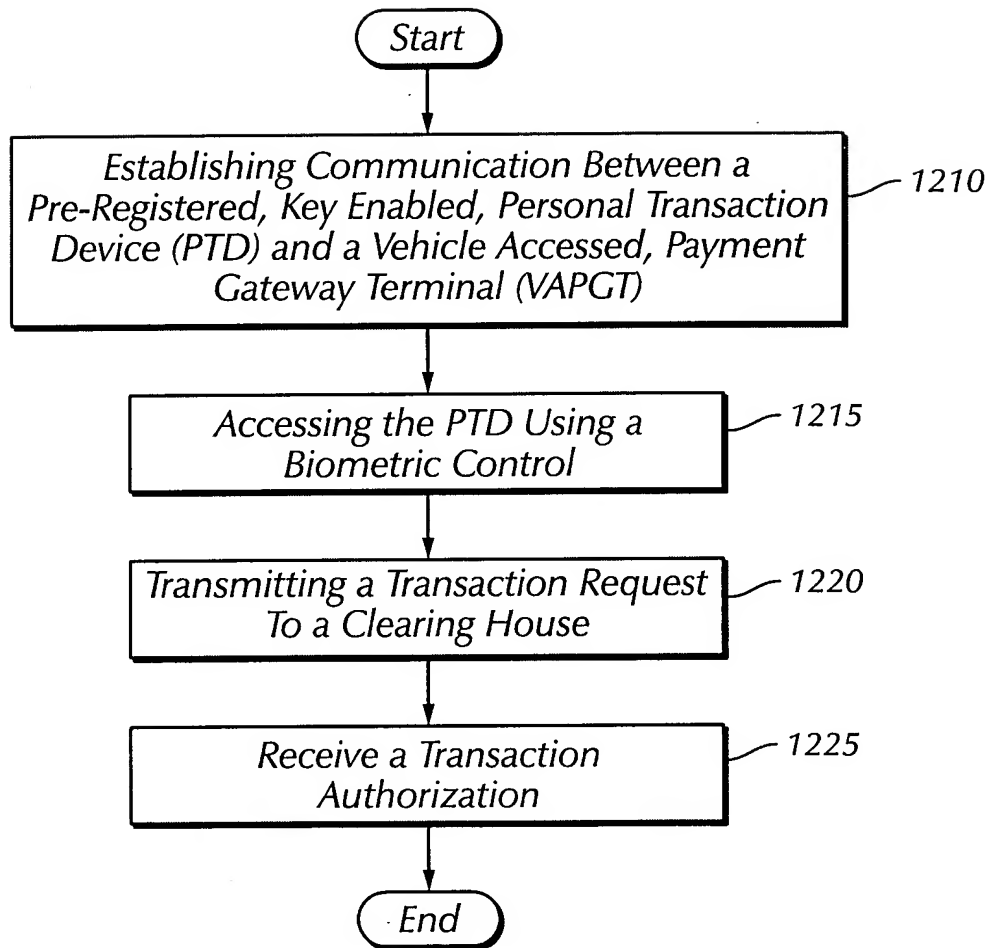 Start
Establishing Communication Between a
Pre-Registered, Key Enabled, Personal Transaction
Device (PTD) and a Vehicle Accessed, Payment
Gateway Terminal (VAPGT)
1210
Accessing the PTD Using a
Biometric Control
1215
Transmitting a Transaction Request
To a Clearing House
1220
Receive a Transaction
Authorization
1225
End